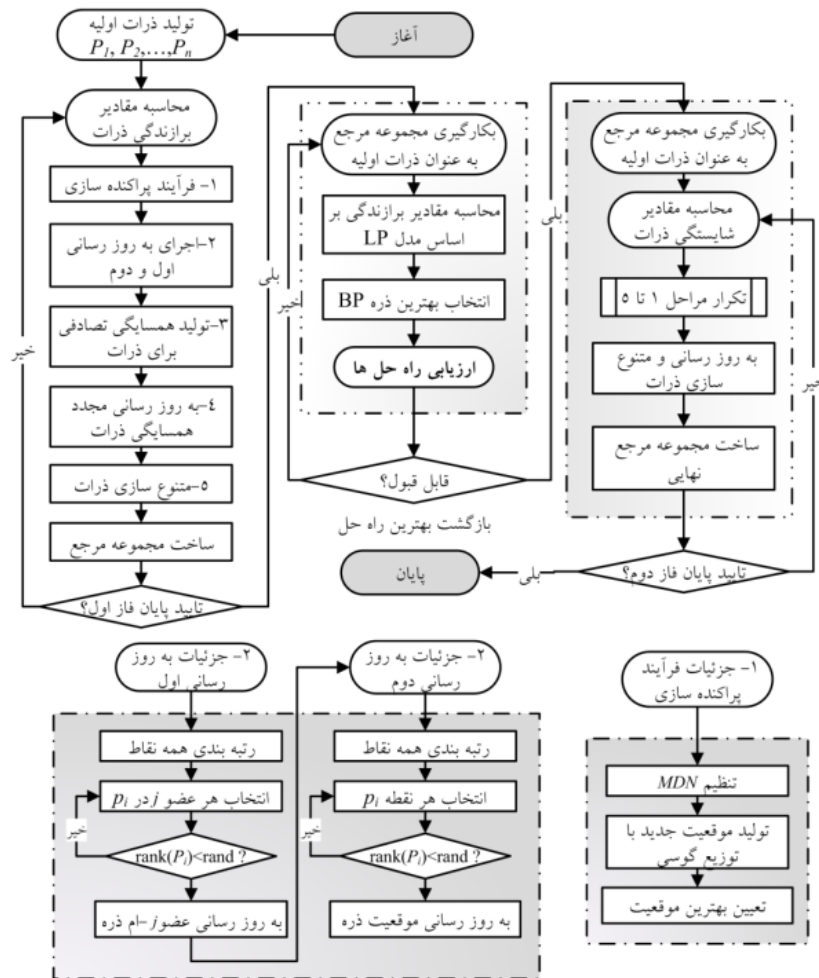 آغاز
تولید ذرات اولیه
P1, P2,…,Pn
محاسبه مقادیر
برازندگی ذرات
۱- فرآیند پراکنده سازی
۲-اجرای به روز رسانی
اول و دوم
۳-تولید همسایگی تصادفی
برای ذرات
٤-به روز رسانی مجدد
همسایگی ذرات
٥-متنوع سازی ذرات
ساخت مجموعه مرجع
تایید پایان فاز اول؟
خیر
بلی
بکارگیری مجموعه مرجع
به عنوان ذرات اولیه
محاسبه مقادیر برازندگی بر
اساس مدل LP
انتخاب بهترین ذره BP
ارزیابی راه حل ها
قابل قبول؟
خیر
بلی
بازگشت بهترین راه حل
بکارگیری مجموعه مرجع
به عنوان ذرات اولیه
محاسبه مقادیر
شایستگی ذرات
تکرار مراحل ۱ تا ٥
به روز رسانی و متنوع
سازی ذرات
ساخت مجموعه مرجع
نهایی
تایید پایان فاز دوم؟
خیر
بلی
پایان
۲- جزئیات به روز
رسانی اول
رتبه بندی همه نقاط
انتخاب هر عضو j در pi
خیر
rank(Pi)<rand ?
به روز رسانی عضو j-ام ذره
۲- جزئیات به روز
رسانی دوم
رتبه بندی همه نقاط
انتخاب هر نقطه pi
خیر
rank(Pi)<rand ?
به روز رسانی موقعیت ذره
۱- جزئیات فرآیند
پراکنده سازی
تنظیم MDN
تولید موقعیت جدید با
توزیع گوسی
تعیین بهترین موقعیت